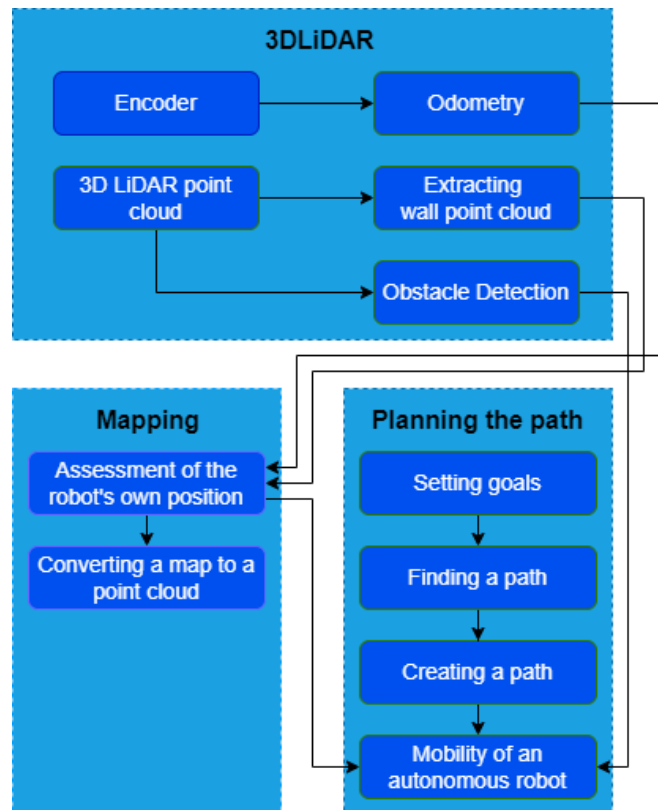 3DLiDAR
Encoder
Odometry
3D LiDAR point
cloud
Extracting
wall point cloud
Obstacle Detection
Mapping
Assessment of the
robot's own position
Converting a map to a
point cloud
Planning the path
Setting goals
Finding a path
Creating a path
Mobility of an
autonomous robot